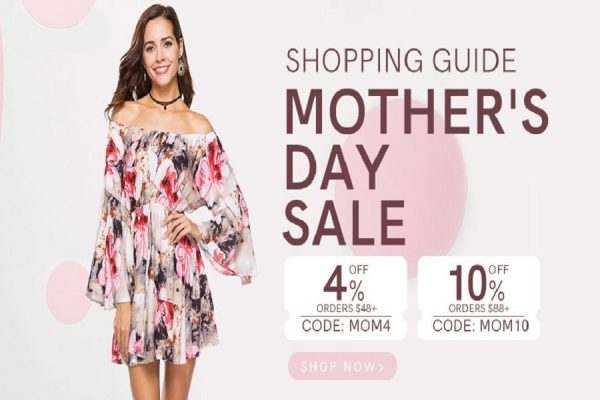 SHOPPING GUIDE
MOTHER'S
DAY
SALE
4% OFF
ORDERS $48+
CODE: MOM4
10% OFF
ORDERS $88+
CODE: MOM10
SHOP NOW>